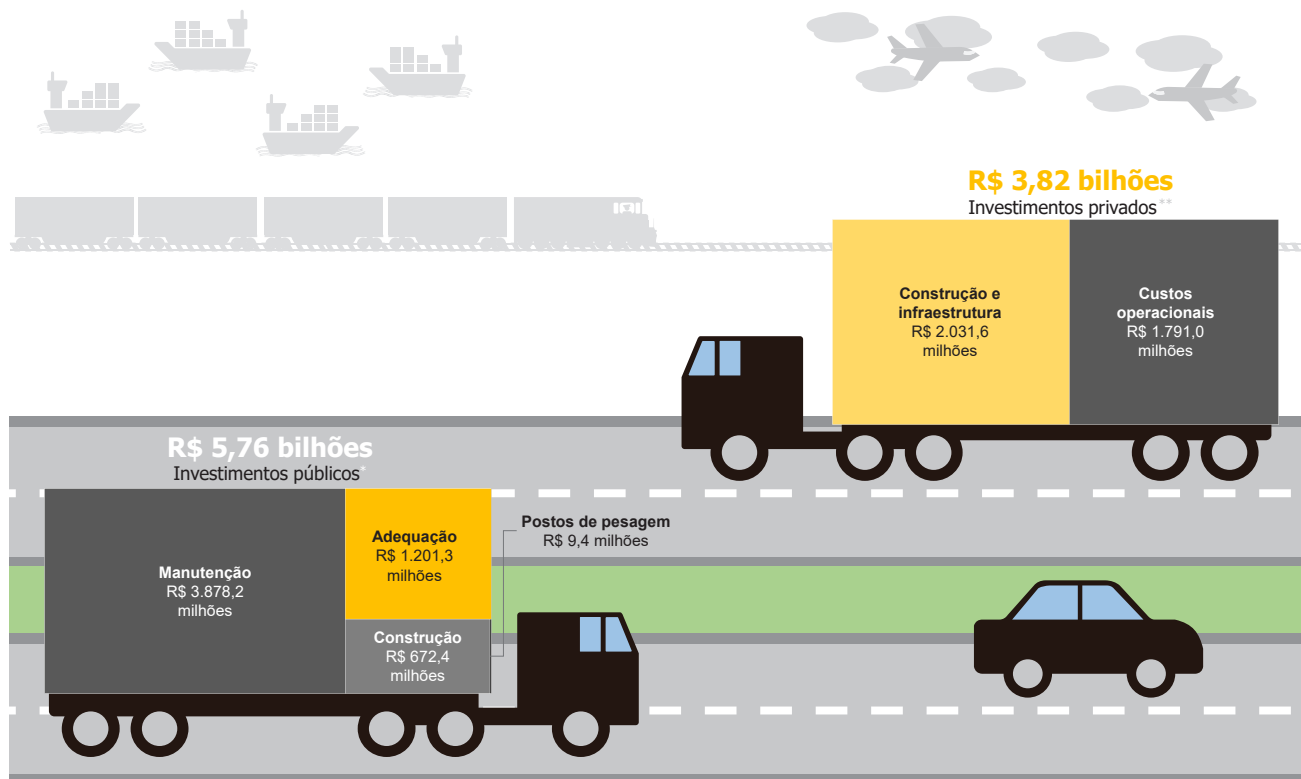 R$ 3,82 bilhões
Investimentos privados**
Construção e
infraestrutura
R$ 2.031,6
milhões
Custos
operacionais
R$ 1.791,0
milhões
R$ 5,76 bilhões
Investimentos públicos*
Manutenção
R$ 3.878,2
milhões
Adequação
R$ 1.201,3
milhões
Construção
R$ 672,4
milhões
Postos de pesagem
R$ 9,4 milhões